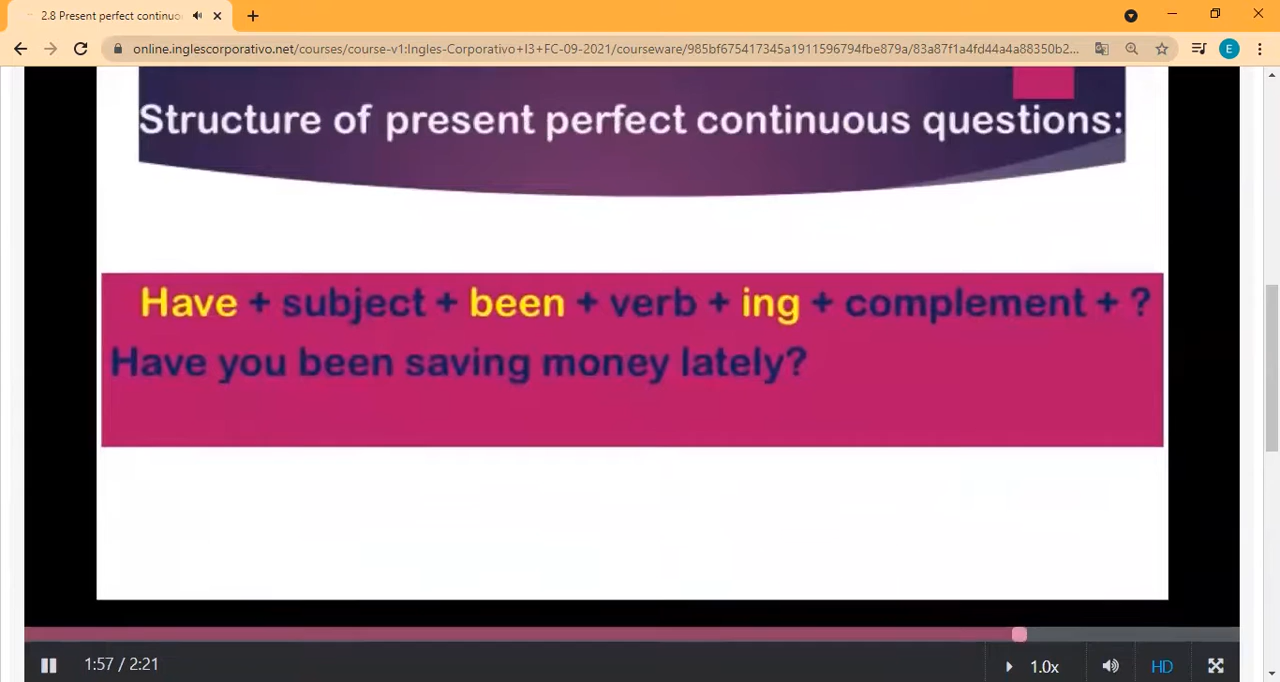 2.8 Present perfect continuo
online.inglescorporativo.net/courses/course-v1:Ingles-Corporativo+I3+FC-09-2021/courseware/985bf675417345a1911596794fbe879a/83a87f1a4fd44a4a88350b2...
E
Structure of present perfect continuous questions:
Have + subject + been + verb + ing + complement + ?
Have you been saving money lately?
1:57 / 2:21
1.0x
HD